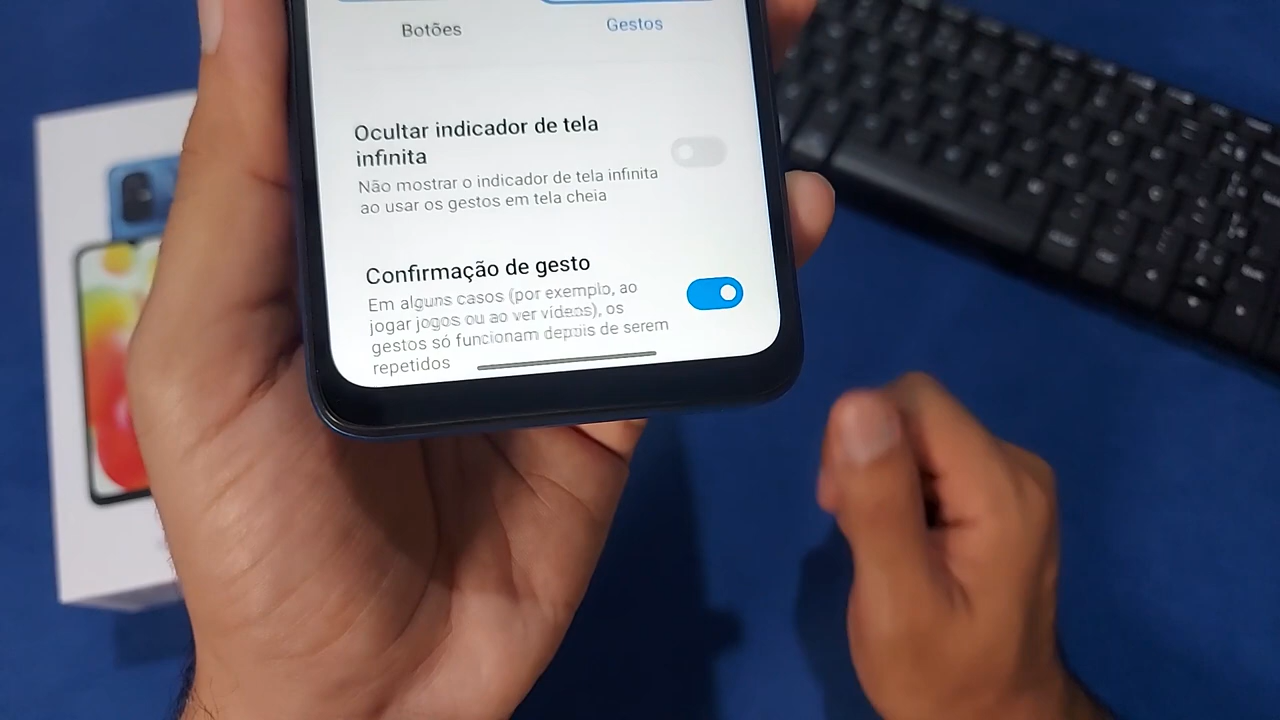 Botões
Gestos
Ocultar indicador de tela
infinita
Não mostrar o indicador de tela infinita
ao usar os gestos em tela cheia
Confirmação de gesto
Em alguns casos (por exemplo, ao
jogar jogos ou ao ver vídeos), os
gestos só funcionam depois de serem
repetidos